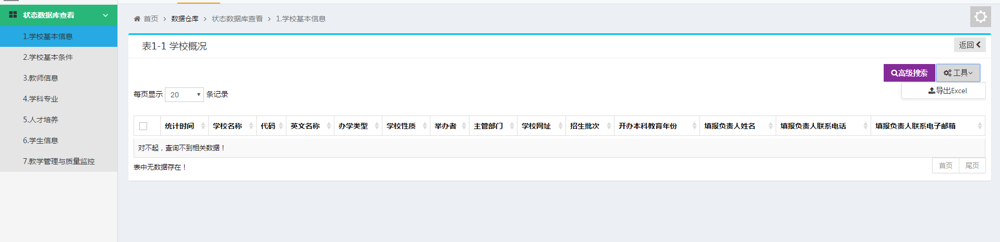 状态数据库查看
1.学校基本信息
2.学校基本条件
3.教师信息
4.学科专业
5.人才培养
6.学生信息
7.教学管理与质量监控
首页 > 数据仓库 > 状态数据库查看 > 1.学校基本信息
表1-1 学校概况
返回
高级搜索 工具
导出Excel
每页显示 20 条记录
统计时间 学校名称 代码 英文名称 办学类型 学校性质 举办者 主管部门 学校网址 招生批次 开办本科教育年份 填报负责人姓名 填报负责人联系电话 填报负责人联系电子邮箱
对不起，查询不到相关数据！
表中无数据存在！
首页 尾页